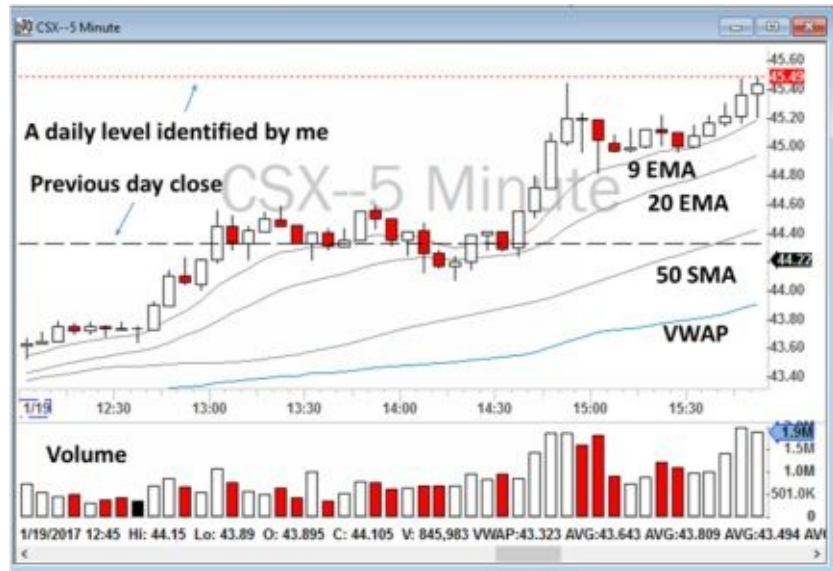 CSX--5 Minute
A daily level identified by me
Previous day close
CSX--5 Minute
9 EMA
20 EMA
50 SMA
VWAP
45.60
45.49
45.40
45.20
45.00
44.80
44.60
44.40
44.22
44.00
43.80
43.60
43.40
1/19 12:30 13:00 13:30 14:00 14:30 15:00 15:30
Volume
1.9M
1.5M
1.0M
501.0K
0
1/19/2017 12:45 Hi: 44.15 Lo: 43.89 O: 43.895 C: 44.105 V: 845,983 VWAP:43.323 AVG:43.643 AVG:43.809 AVG:43.494